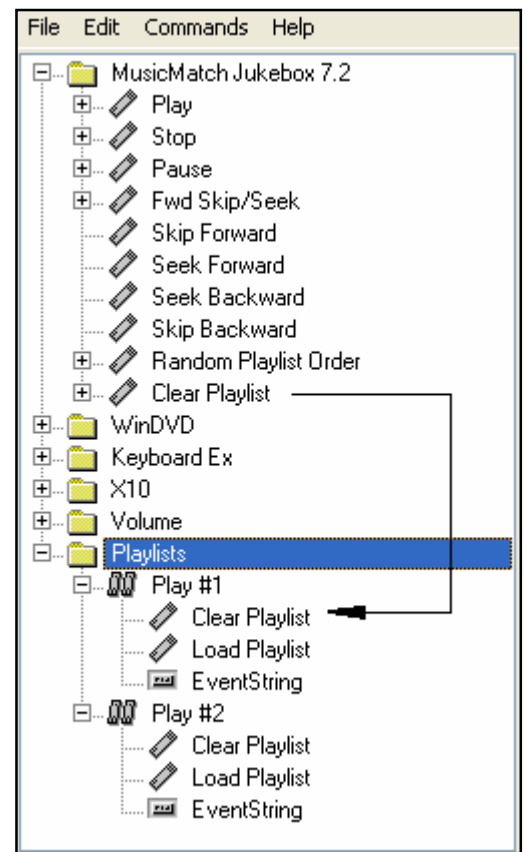 File Edit Commands Help
MusicMatch Jukebox 7.2
Play
Stop
Pause
Fwd Skip/Seek
Skip Forward
Seek Forward
Seek Backward
Skip Backward
Random Playlist Order
Clear Playlist
WinDVD
Keyboard Ex
X10
Volume
Playlists
Play #1
Clear Playlist
Load Playlist
EventString
Play #2
Clear Playlist
Load Playlist
EventString